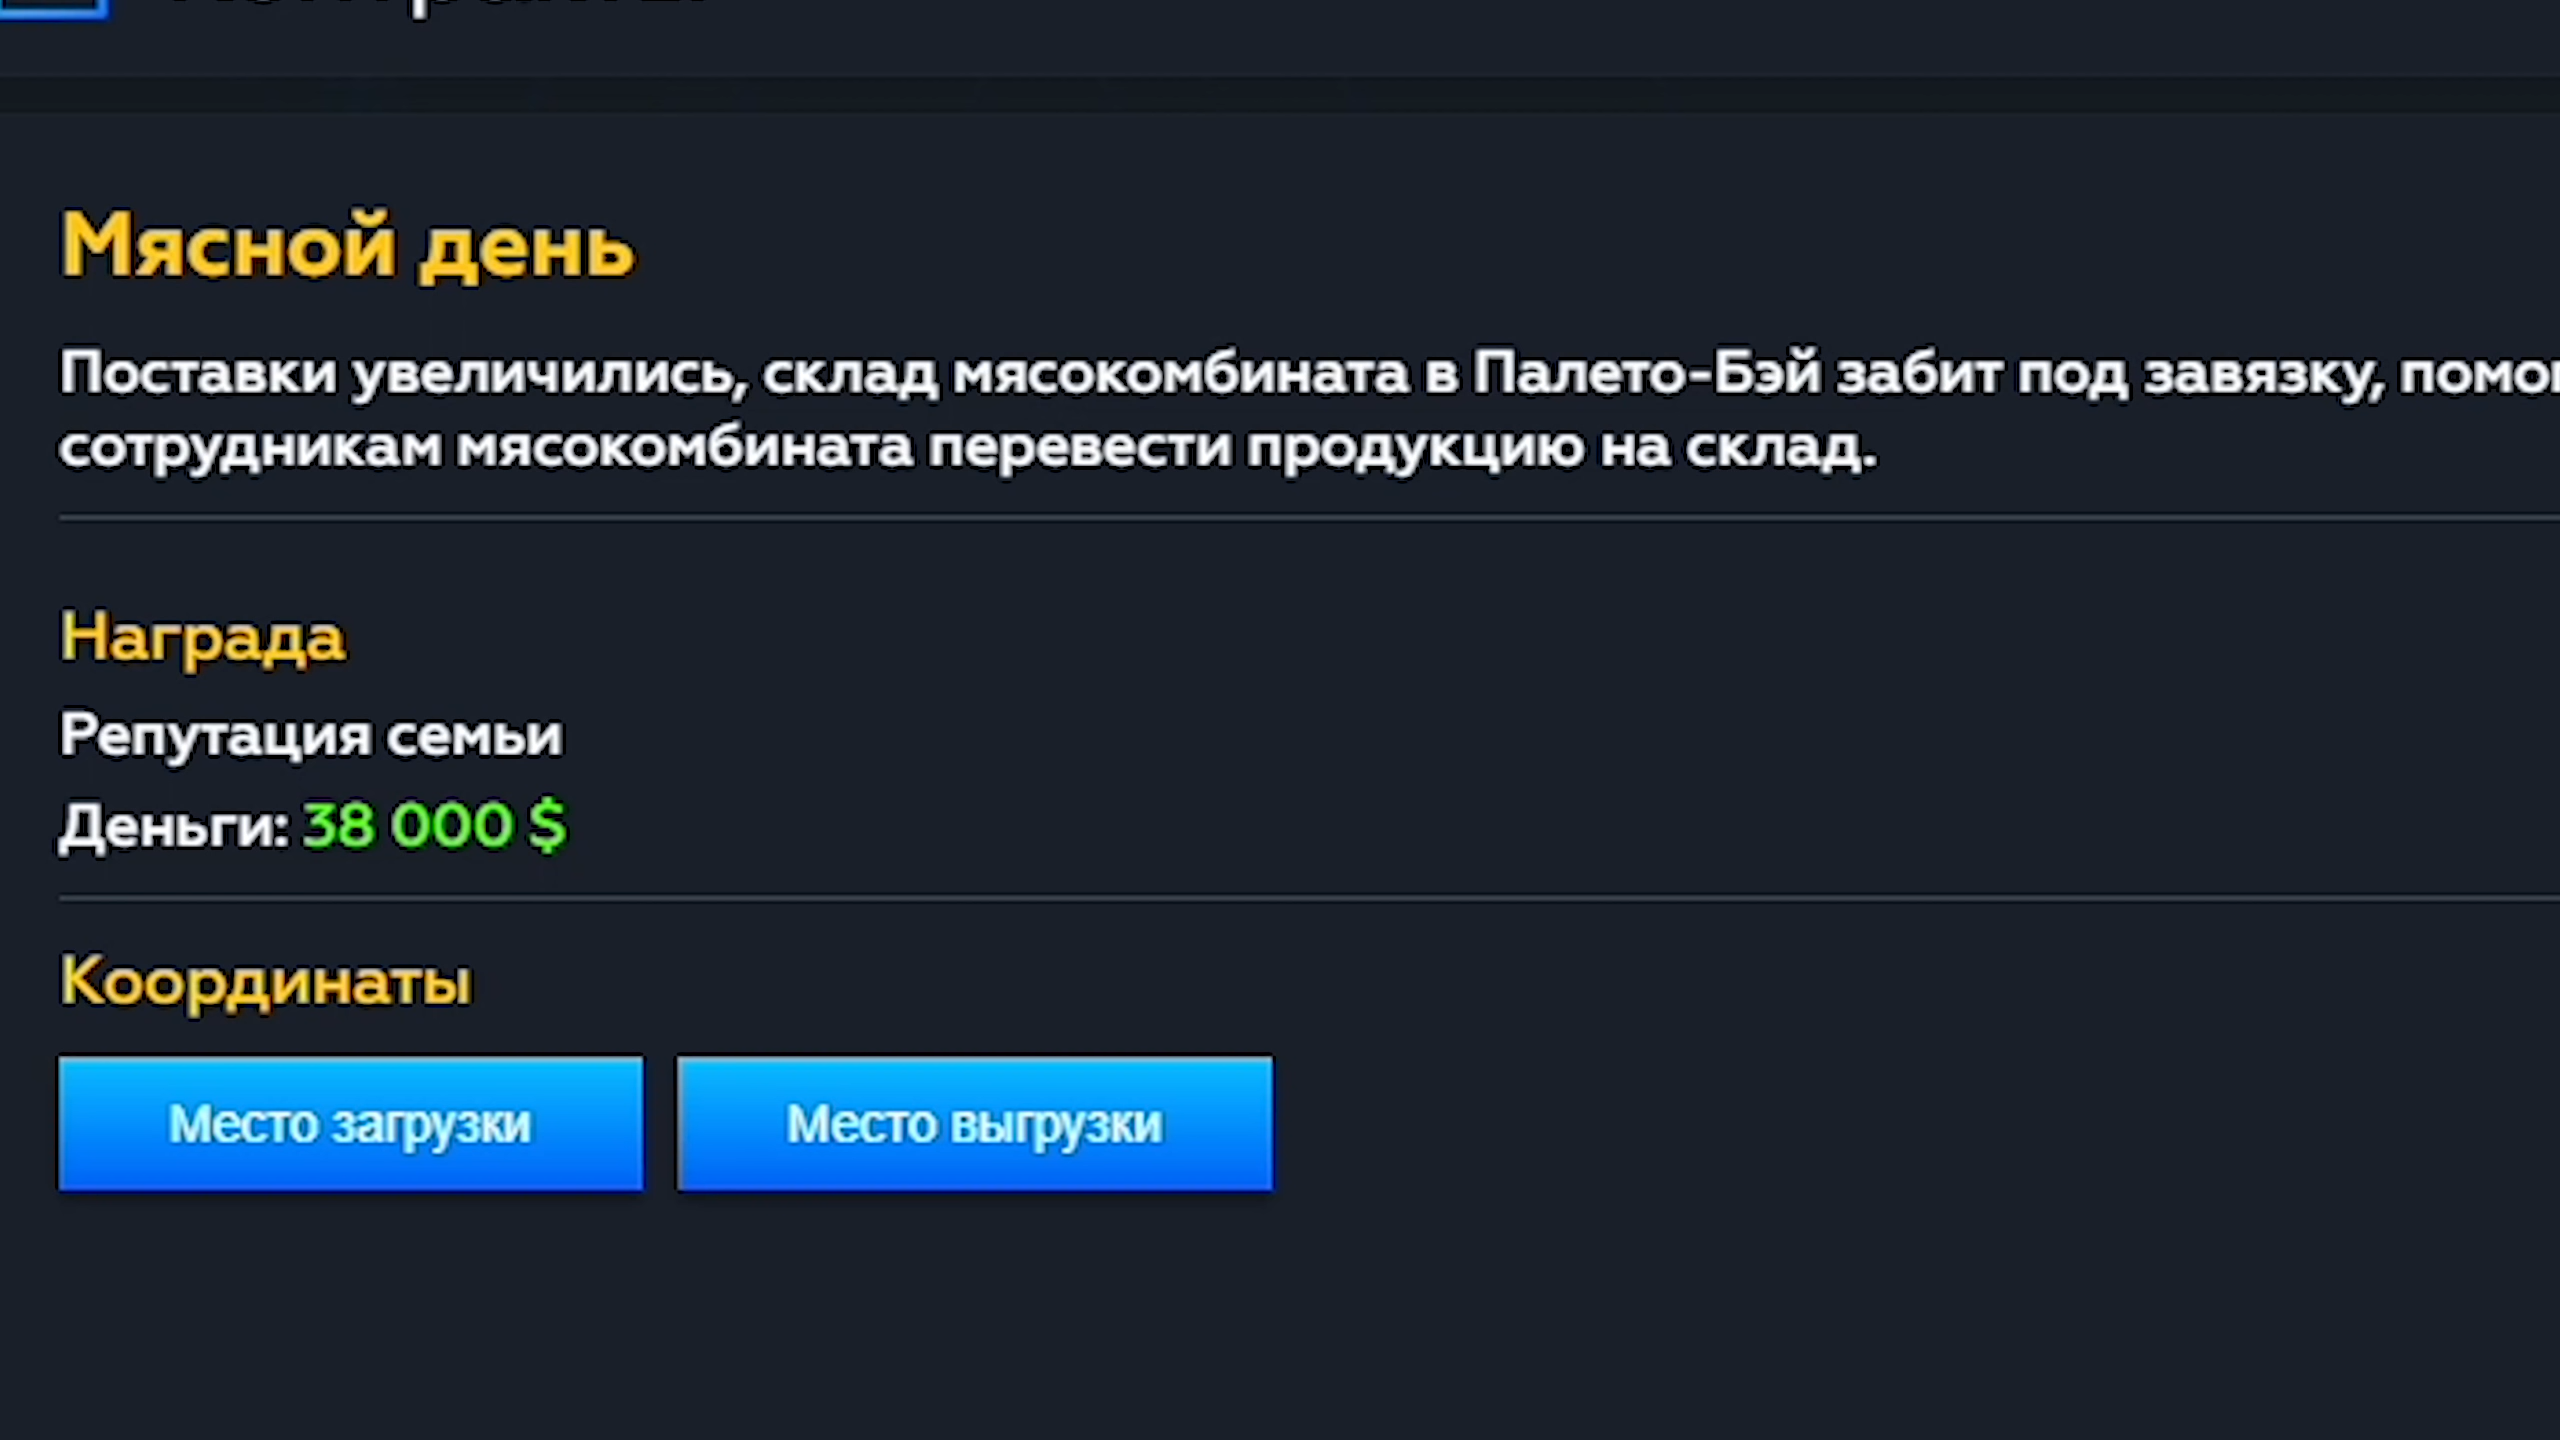 Мясной день
Поставки увеличились, склад мясокомбината в Палето-Бэй забит под завязку,
сотрудникам мясокомбината перевести продукцию на склад.
Награда
Репутация семьи
Деньги: 38 000 $
Координаты
Место загрузки
Место выгрузки